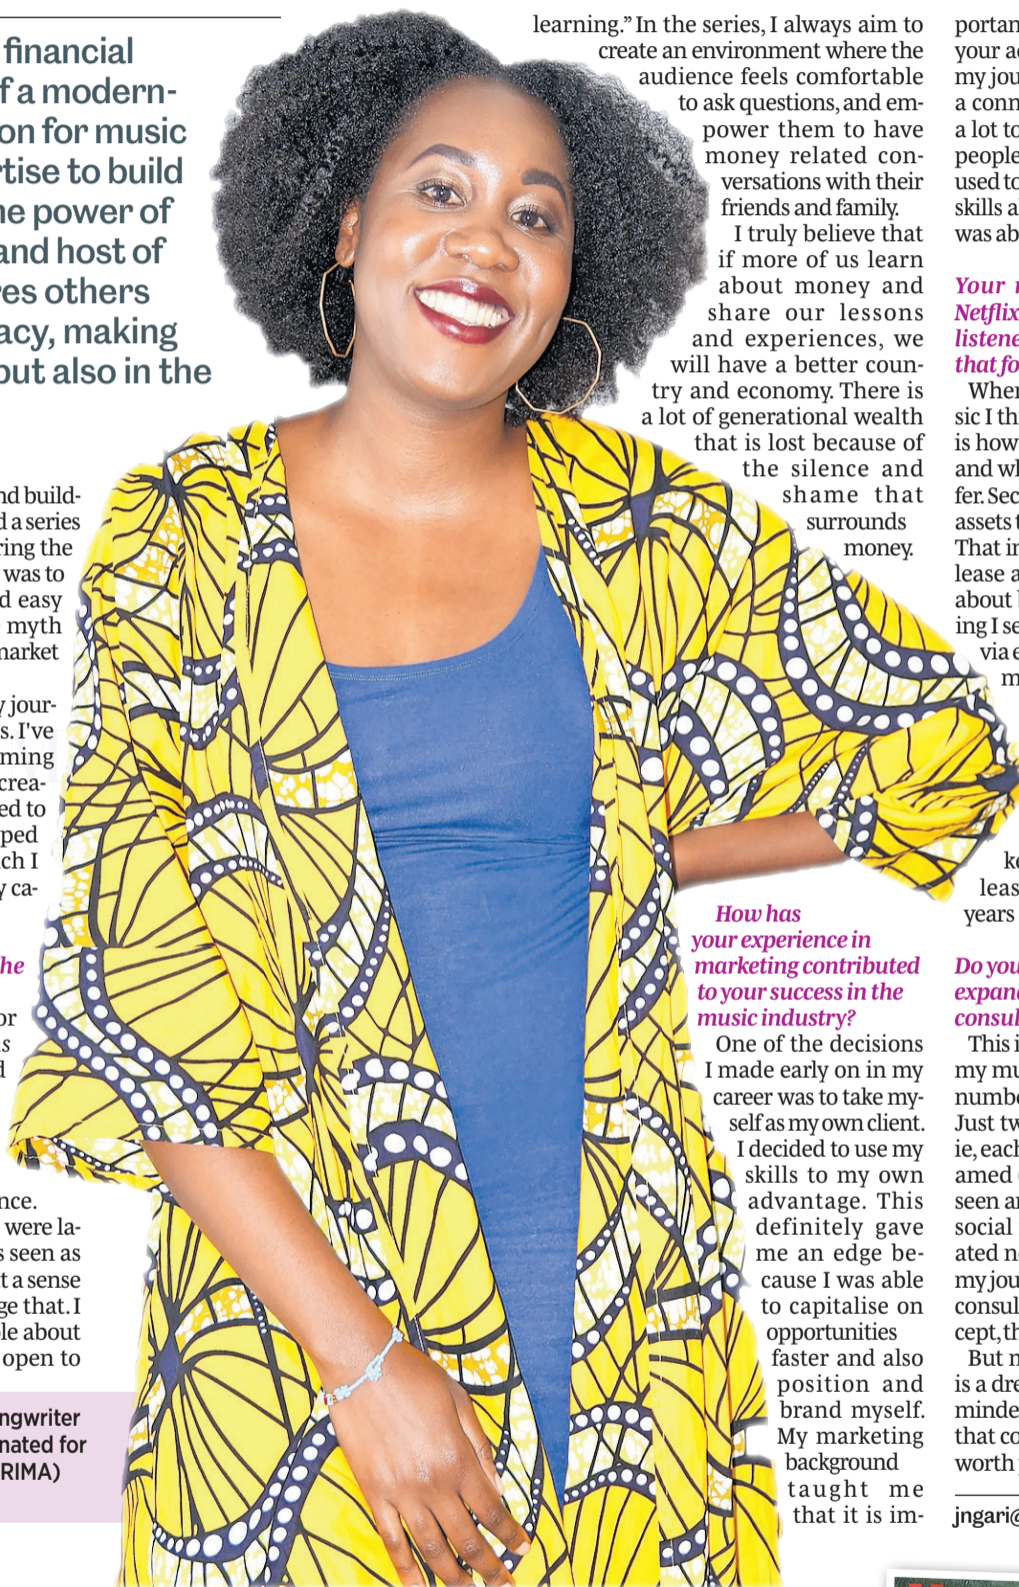 financial
f a modern-
on for music
rtise to build
ne power of
and host of
res others
acy, making
but also in the
nd build-
d a series
ring the
was to
d easy
myth
market
y jour-
s. I've
ming
crea-
ed to
ped
ch I
y ca-
he
or
is
d
nce.
were la-
s seen as
t a sense
ge that. I
le about
open to
ngwriter
nated for
RIMA)
learning.” In the series, I always aim to
create an environment where the
audience feels comfortable
to ask questions, and em-
power them to have
money related con-
versations with their
friends and family.
I truly believe that
if more of us learn
about money and
share our lessons
and experiences, we
will have a better coun-
try and economy. There is
a lot of generational wealth
that is lost because of
the silence and
shame that
surrounds
money.
How has
your experience in
marketing contributed
to your success in the
music industry?
One of the decisions
I made early on in my
career was to take my-
self as my own client.
I decided to use my
skills to my own
advantage. This
definitely gave
me an edge be-
cause I was able
to capitalise on
opportunities
faster and also
position and
brand myself.
My marketing
background
taught me
that it is im-
portan
your a
my jou
a conn
a lot to
people
used to
skills a
was ab
Your
Netflix
listene
that fo
When
sic I th
is how
and wh
fer. Sec
assets t
That in
lease a
about
ing I se
via e
m
ke
leas
years
Do you
expand
consul
This i
my mu
numbe
Just tw
ie, each
amed
seen an
social
ated n
my jou
consul
cept, th
But n
is a dre
minde
that co
worth
jngari@